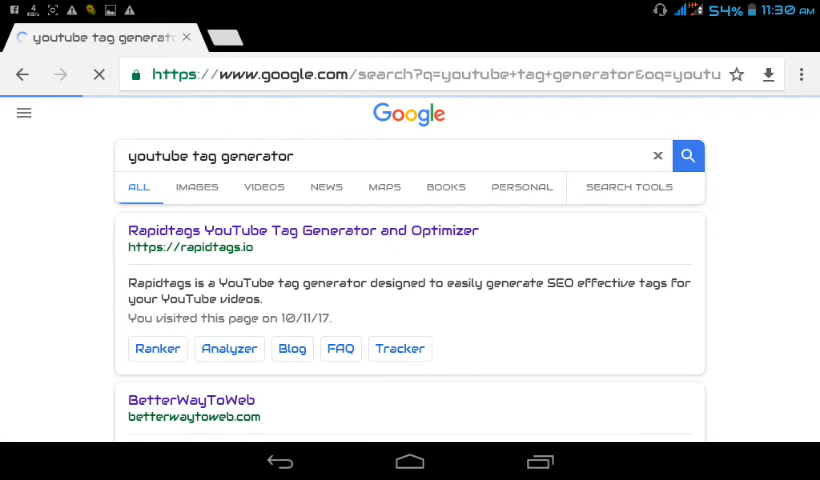 54% 11:30 AM
youtube tag generat
https://www.google.com/search?q=youtube+tag+generator&oq=youtu
Google
youtube tag generator
ALL IMAGES VIDEOS NEWS MAPS BOOKS PERSONAL SEARCH TOOLS
Rapidtags YouTube Tag Generator and Optimizer
https://rapidtags.io
Rapidtags is a YouTube tag generator designed to easily generate SEO effective tags for
your YouTube videos.
You visited this page on 10/11/17.
Ranker Analyzer Blog FAQ Tracker
BetterWayToWeb
betterwaytoweb.com